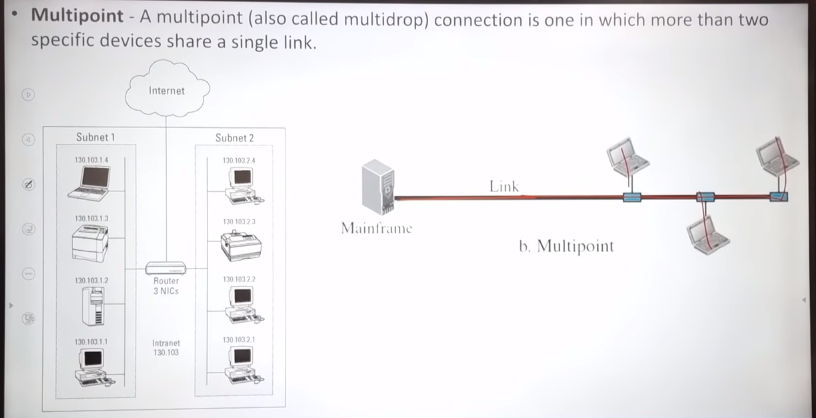 • Multipoint - A multipoint (also called multidrop) connection is one in which more than two
specific devices share a single link.
Internet
Subnet 1
Subnet 2
130.103.1.4
130.103.2.4
130.103.1.3
130.103.2.3
130.103.1.2
130.103.2.2
Router
3 NICs
130.103.1.1
130.103.2.1
Intranet
130.103
Link
Mainframe
b. Multipoint